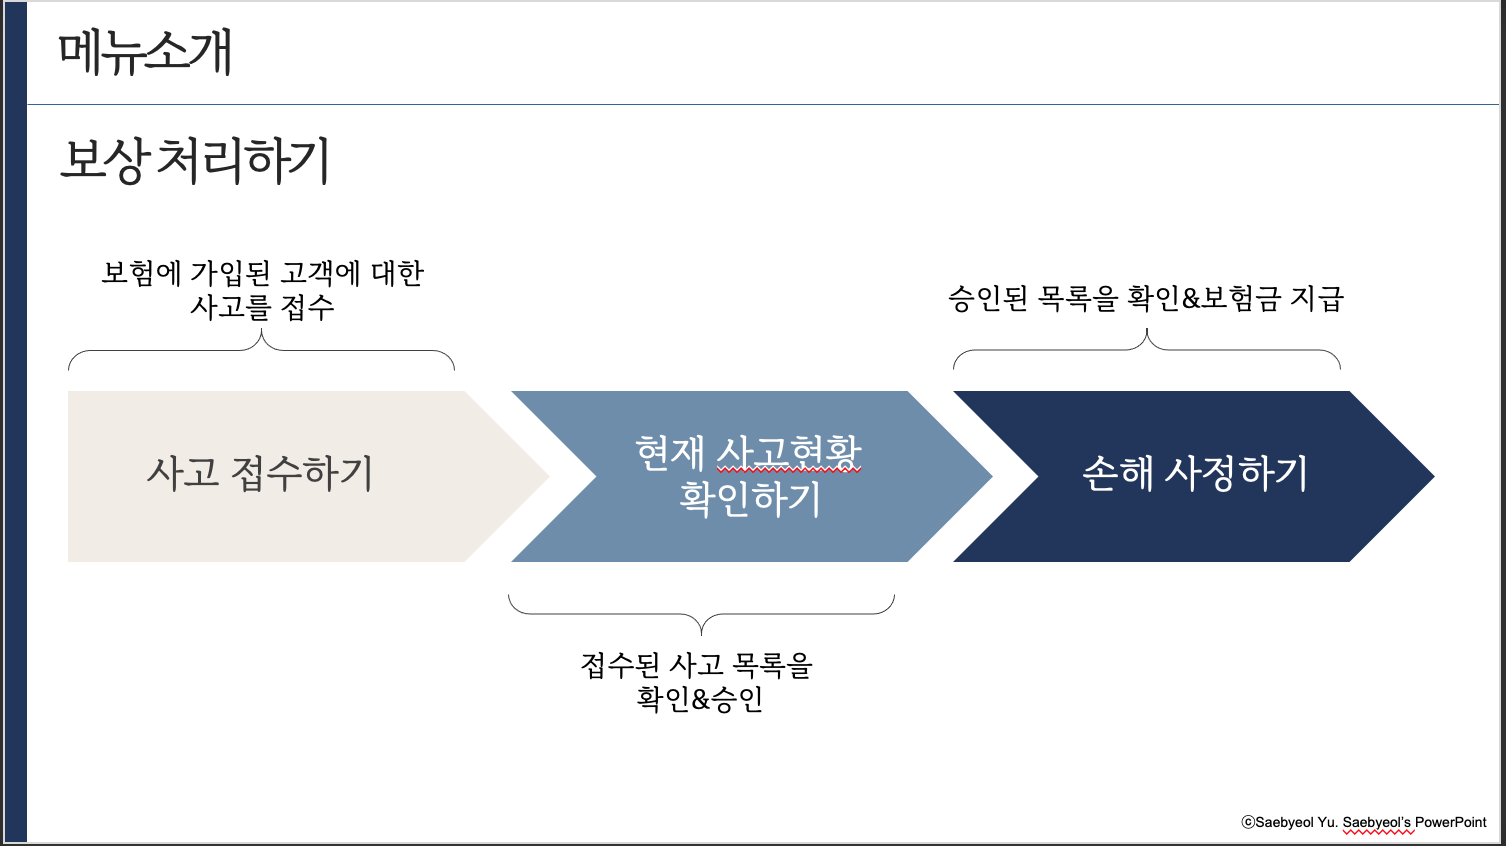 메뉴소개
보상 처리하기
보험에 가입된 고객에 대한
사고를 접수
승인된 목록을 확인&보험금 지급
사고 접수하기
현재 사고현황
확인하기
손해 사정하기
접수된 사고 목록을
확인&승인
ⓒSaebyeol Yu. Saebyeol’s PowerPoint